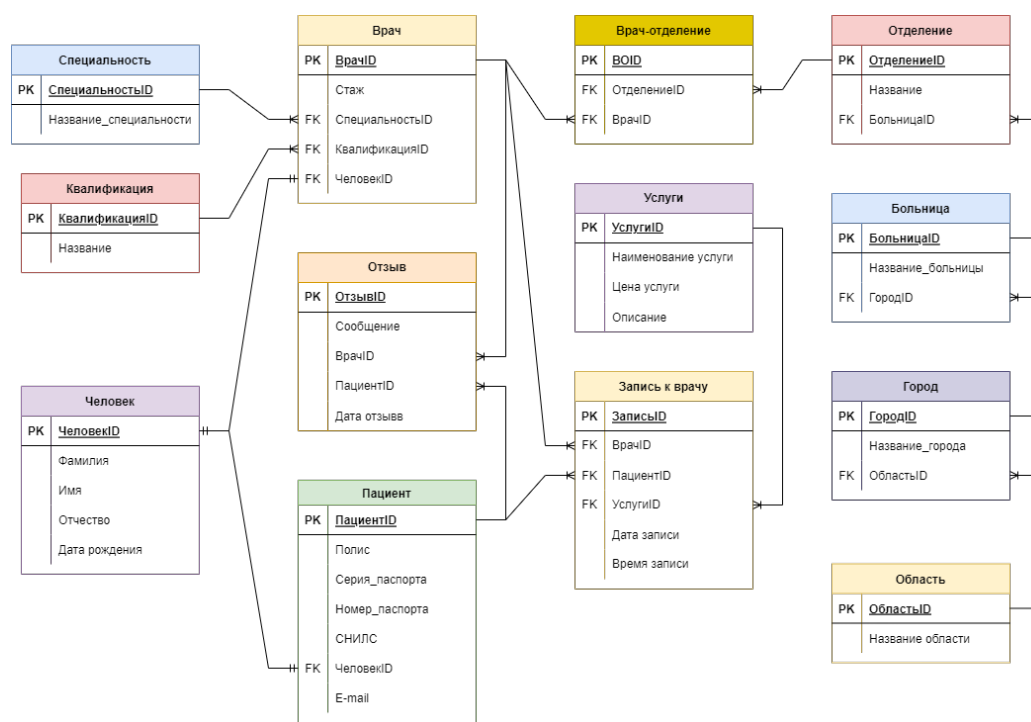 Специальность
PK СпециальностьID
Название_специальности
Квалификация
PK КвалификацияID
Название
Человек
PK ЧеловекID
Фамилия
Имя
Отчество
Дата рождения
Врач
PK ВрачID
Стаж
FK СпециальностьID
FK КвалификацияID
FK ЧеловекID
Отзыв
PK ОтзывID
Сообщение
ВрачID
ПациентID
Дата отзывв
Пациент
PK ПациентID
Полис
Серия_паспорта
Номер_паспорта
СНИЛС
FK ЧеловекID
E-mail
Врач-отделение
PK ВОID
FK ОтделениеID
FK ВрачID
Услуги
PK УслугиID
Наименование услуги
Цена услуги
Описание
Запись к врачу
PK ЗаписьID
FK ВрачID
FK ПациентID
FK УслугиID
Дата записи
Время записи
Отделение
PK ОтделениеID
Название
FK БольницаID
Больница
PK БольницаID
Название_больницы
FK ГородID
Город
PK ГородID
Название_города
FK ОбластьID
Область
PK ОбластьID
Название области